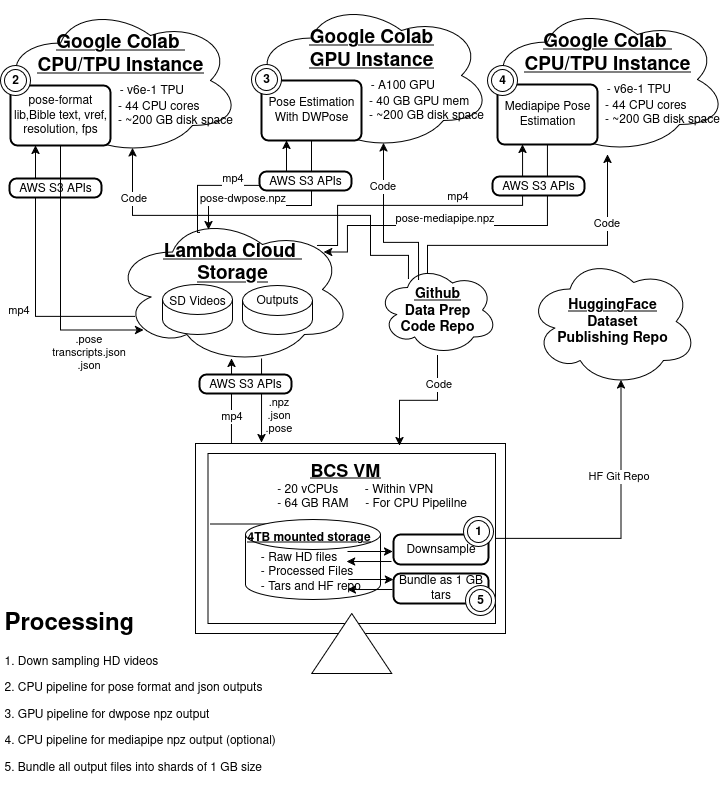 Google Colab
CPU/TPU Instance
2
pose-format
lib,Bible text, vref,
resolution, fps
- v6e-1 TPU
- 44 CPU cores
- ~200 GB disk space
Google Colab
GPU Instance
3
Pose Estimation
With DWPose
- A100 GPU
- 40 GB GPU mem
- ~200 GB disk space
Google Colab
CPU/TPU Instance
4
Mediapipe Pose
Estimation
- v6e-1 TPU
- 44 CPU cores
- ~200 GB disk space
AWS S3 APIs
Code
mp4
AWS S3 APIs
pose-dwpose.npz
Code
AWS S3 APIs
mp4
pose-mediapipe.npz
Code
Lambda Cloud
Storage
SD Videos
Outputs
mp4
.pose
transcripts.json
.json
Github
Data Prep
Code Repo
HuggingFace
Dataset
Publishing Repo
AWS S3 APIs
mp4
.npz
.json
.pose
Code
HF Git Repo
BCS VM
- 20 vCPUs
- 64 GB RAM
- Within VPN
- For CPU Pipelilne
4TB mounted storage
- Raw HD files
- Processed Files
- Tars and HF repo
1
Downsample
Bundle as 1 GB
tars
5
Processing
1. Down sampling HD videos
2. CPU pipeline for pose format and json outputs
3. GPU pipeline for dwpose npz output
4. CPU pipeline for mediapipe npz output (optional)
5. Bundle all output files into shards of 1 GB size